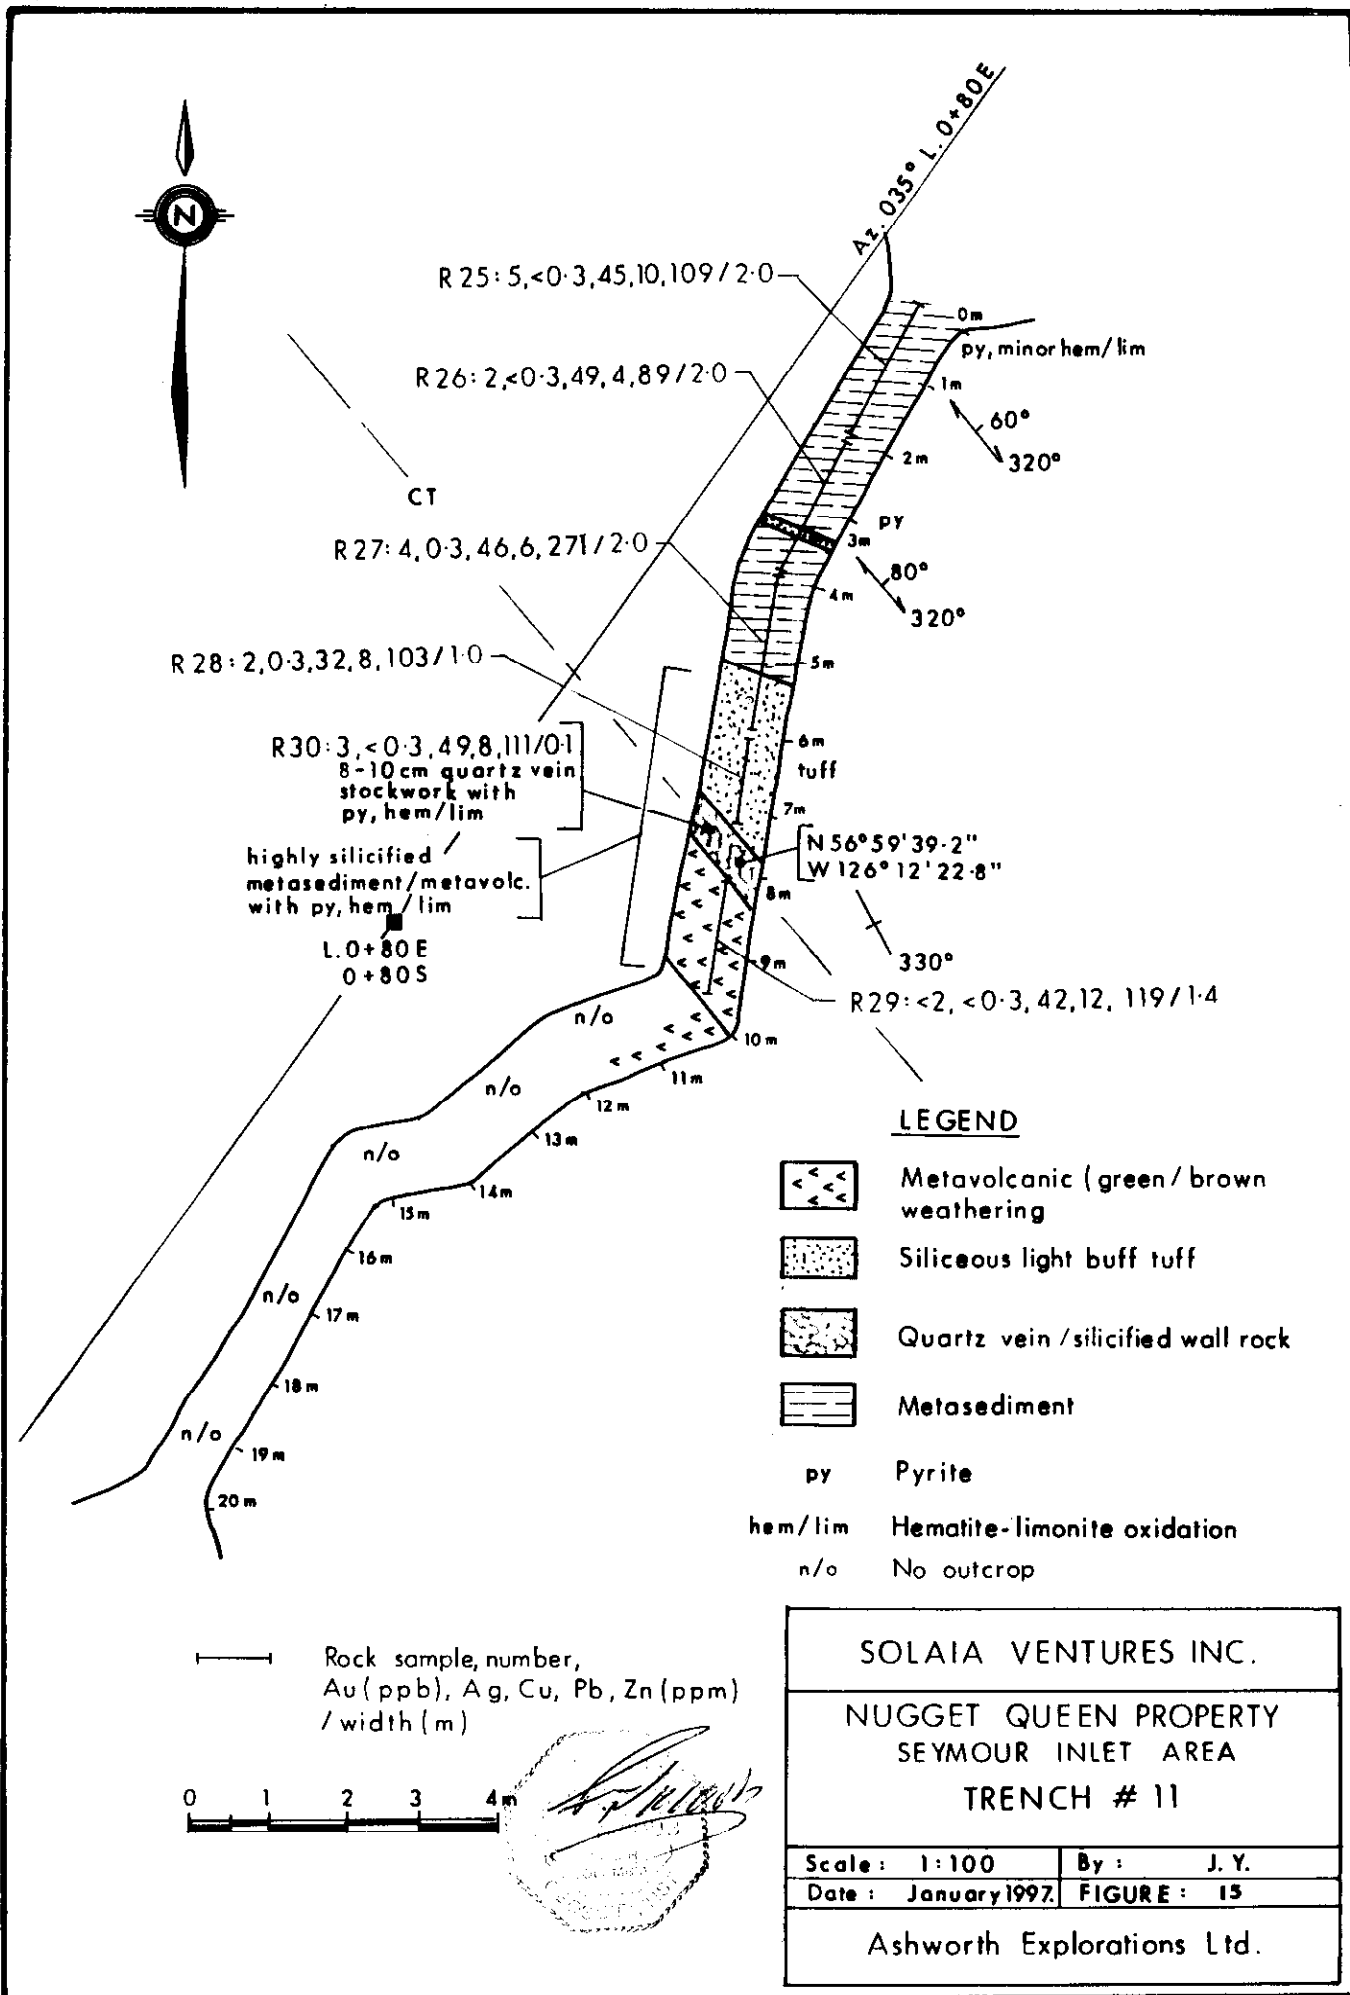 N
Az. 035° L. 0+80E
R 25: 5,<0·3,45,10,109/2·0
0m
py, minor hem/lim
R26: 2,<0·3,49,4,89/2·0
1m
60°
320°
2m
CT
py
R27: 4,0·3,46,6,271/2·0
3m
80°
320°
4m
R 28: 2,0·3,32,8,103/1·0
5m
R30: 3,<0·3,49,8,111/0·1
8-10cm quartz vein
stockwork with
py, hem/lim
6m
tuff
7m
N 56° 59' 39·2"
W 126° 12' 22·8"
8m
highly silicified
metasediment/metavolc.
with py, hem/lim
L. 0+80 E
0+80S
9m
330°
R29: <2, <0·3, 42,12, 119/1·4
n/o
10m
11m
n/o
12m
13m
n/o
14m
15m
16m
n/o
17m
18m
n/o
19m
20m
LEGEND
Metavolcanic (green/brown
weathering
Siliceous light buff tuff
Quartz vein/silicified wall rock
Metasediment
py Pyrite
hem/lim Hematite-limonite oxidation
n/o No outcrop
Rock sample, number,
Au(ppb), Ag, Cu, Pb, Zn(ppm)
/width(m)
0 1 2 3 4m
SOLAIA VENTURES INC.
NUGGET QUEEN PROPERTY
SEYMOUR INLET AREA
TRENCH # 11
Scale: 1:100 By: J. Y.
Date: January 1997. FIGURE: 15
Ashworth Explorations Ltd.